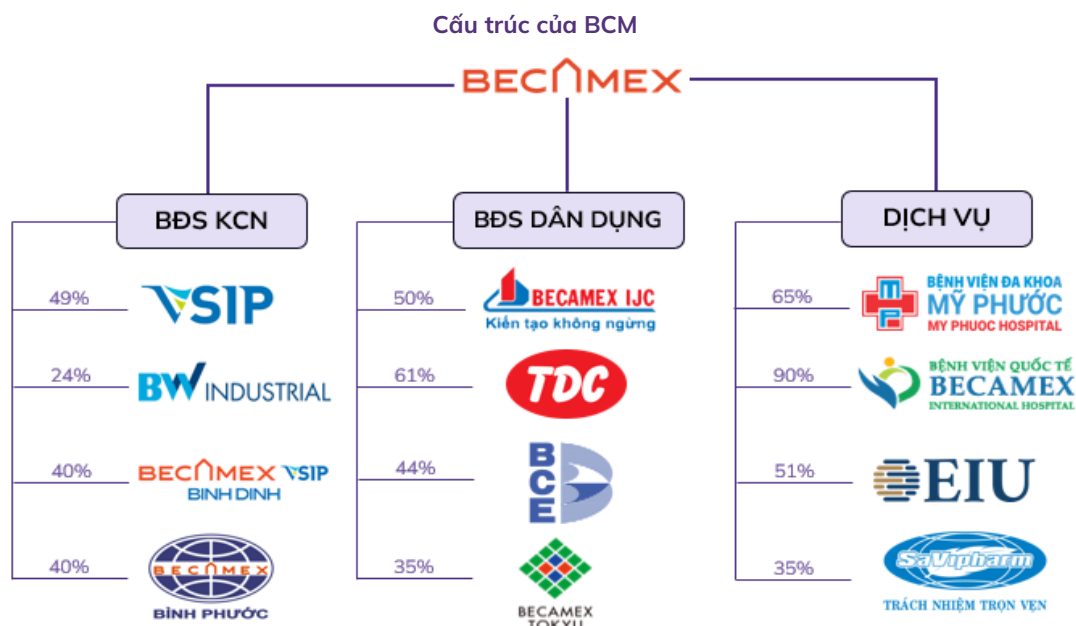 Cấu trúc của BCM
BECAMEX
BĐS KCN
49%
VSIP
24%
BW INDUSTRIAL
40%
BECAMEX VSIP
BINH DINH
40%
BECAMEX
BÌNH PHƯỚC
BĐS DÂN DỤNG
50%
BECAMEX IJC
Kiến tạo không ngừng
61%
TDC
44%
BCE
35%
BECAMEX
TOKYU
DỊCH VỤ
65%
MP
BỆNH VIỆN ĐA KHOA
MỸ PHƯỚC
MY PHUOC HOSPITAL
90%
BỆNH VIỆN QUỐC TẾ
BECAMEX
INTERNATIONAL HOSPITAL
51%
EIU
35%
SaVipharm
TRÁCH NHIỆM TRỌN VẸN